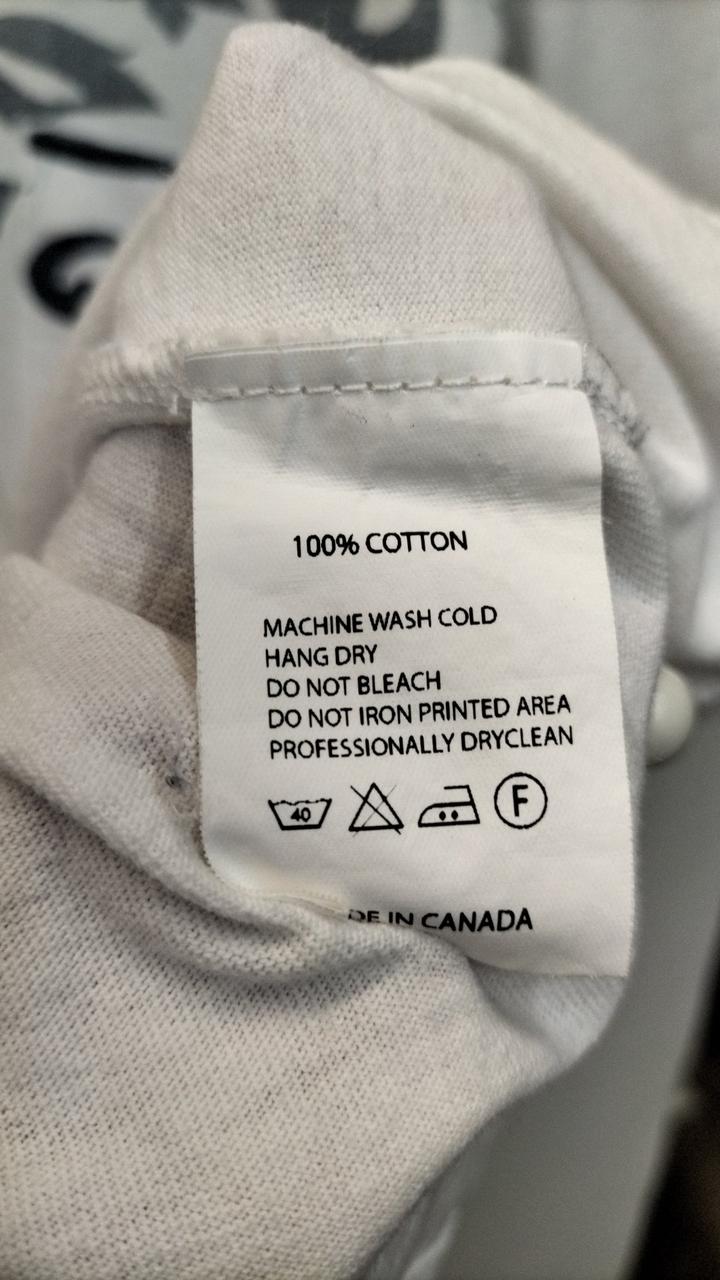 100% COTTON
MACHINE WASH COLD
HANG DRY
DO NOT BLEACH
DO NOT IRON PRINTED AREA
PROFESSIONALLY DRYCLEAN
40 F
DE IN CANADA